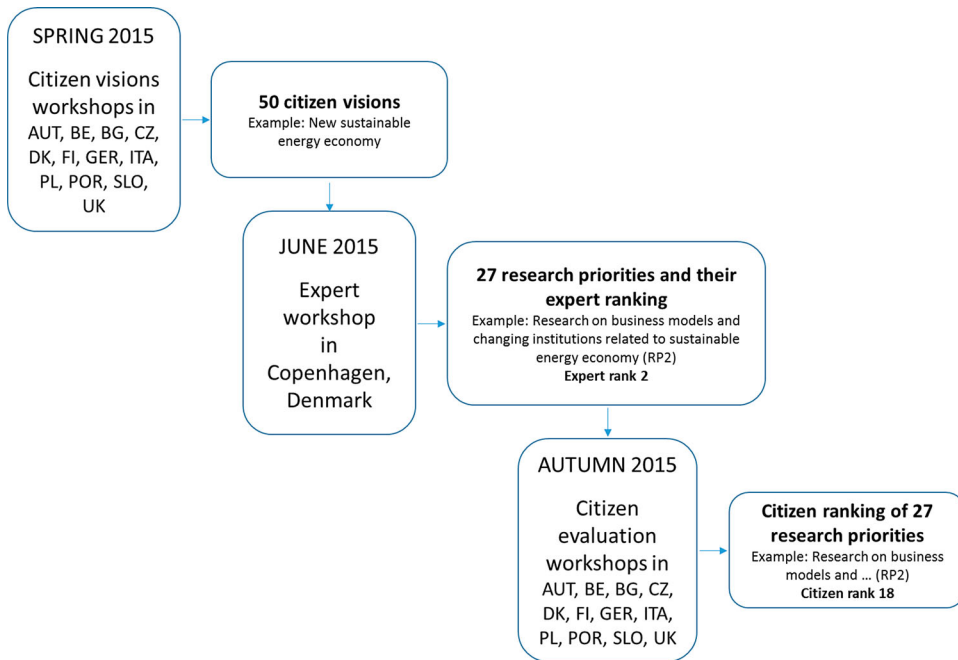 SPRING 2015
Citizen visions
workshops in
AUT, BE, BG, CZ,
DK, FI, GER, ITA,
PL, POR, SLO,
UK
50 citizen visions
Example: New sustainable
energy economy
JUNE 2015
Expert
workshop
in
Copenhagen,
Denmark
27 research priorities and their
expert ranking
Example: Research on business models and
changing institutions related to sustainable
energy economy (RP2)
Expert rank 2
AUTUMN 2015
Citizen
evaluation
workshops in
AUT, BE, BG, CZ,
DK, FI, GER, ITA,
PL, POR, SLO, UK
Citizen ranking of 27
research priorities
Example: Research on business
models and ... (RP2)
Citizen rank 18